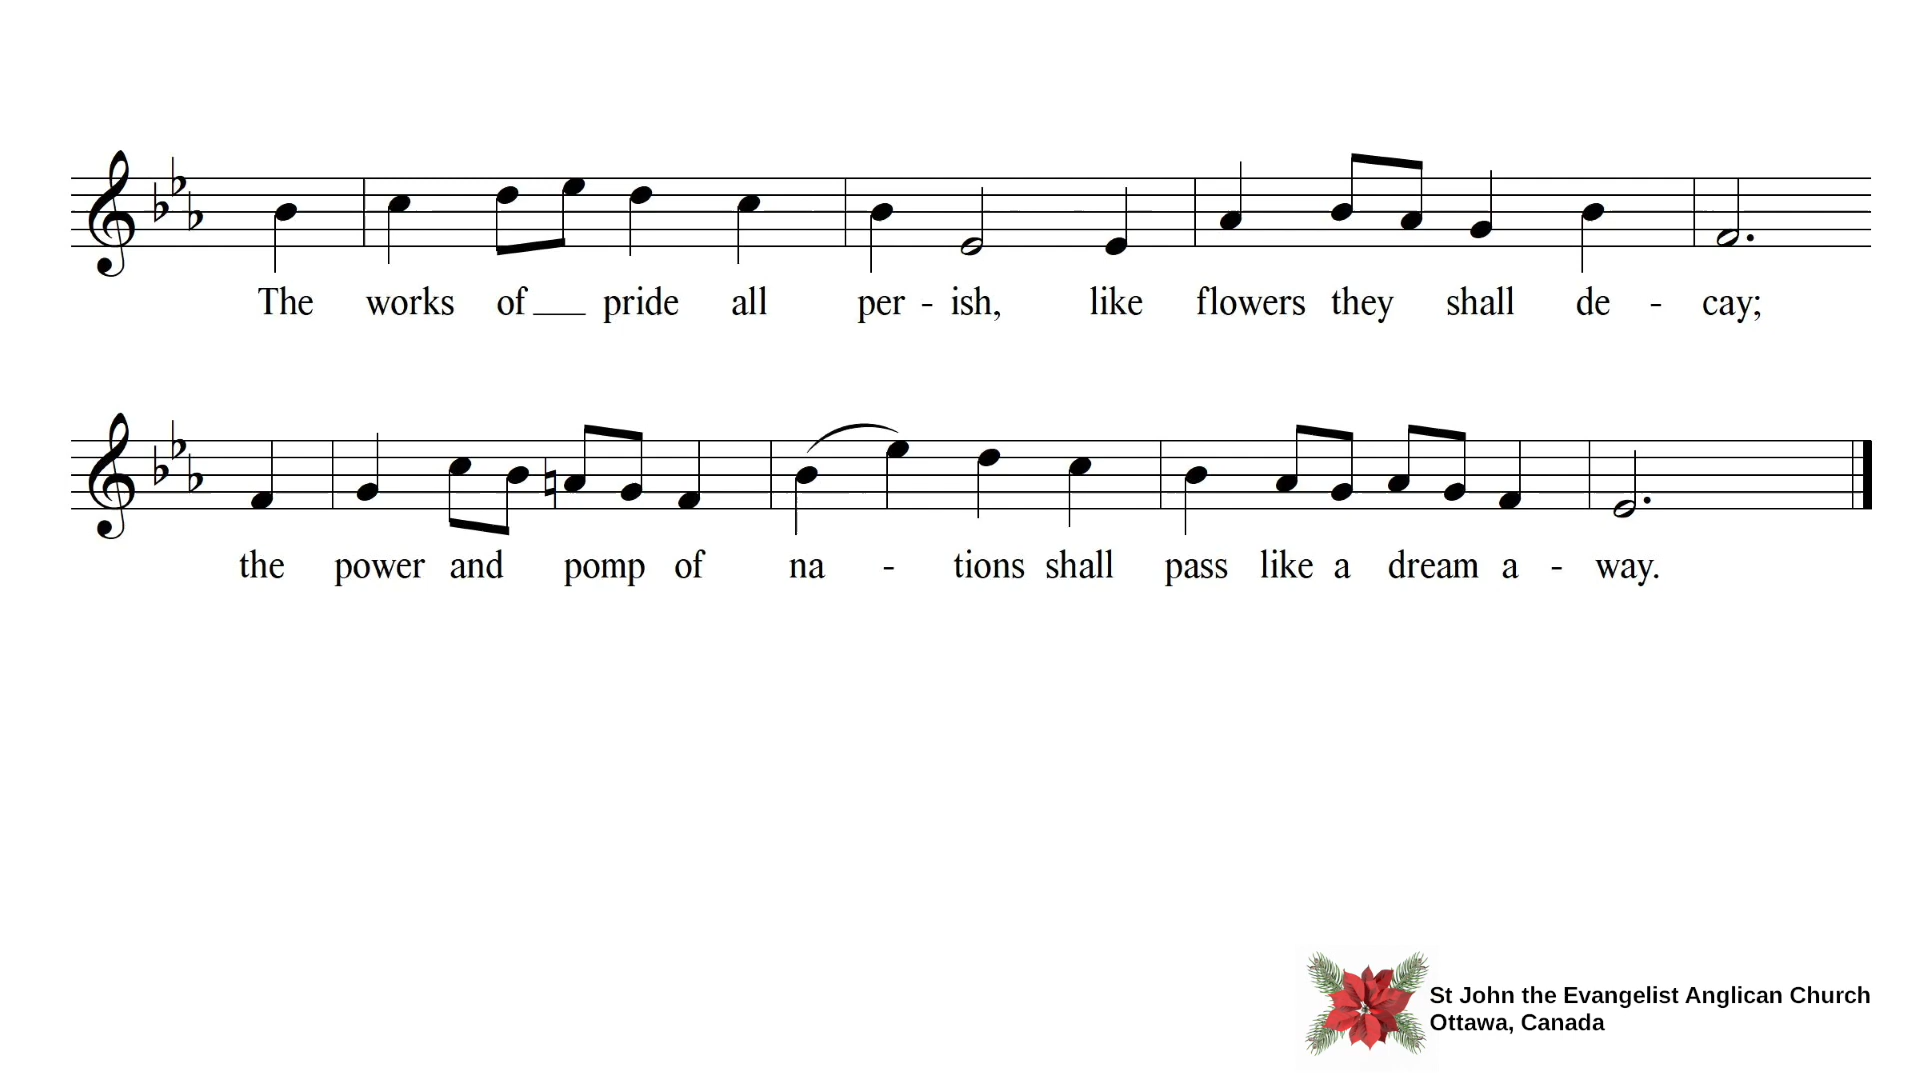 The works of pride all per - ish, like flowers they shall de - cay;
the power and pomp of na - tions shall pass like a dream a - way.
St John the Evangelist Anglican Church
Ottawa, Canada